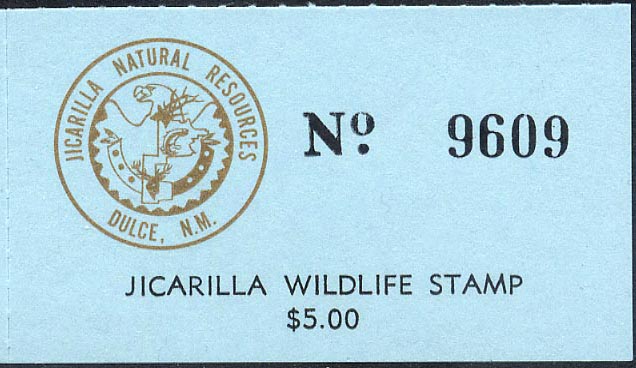 JICARILLA NATURAL RESOURCES
DULCE, N.M.
Nº. 9609
JICARILLA WILDLIFE STAMP
$5.00